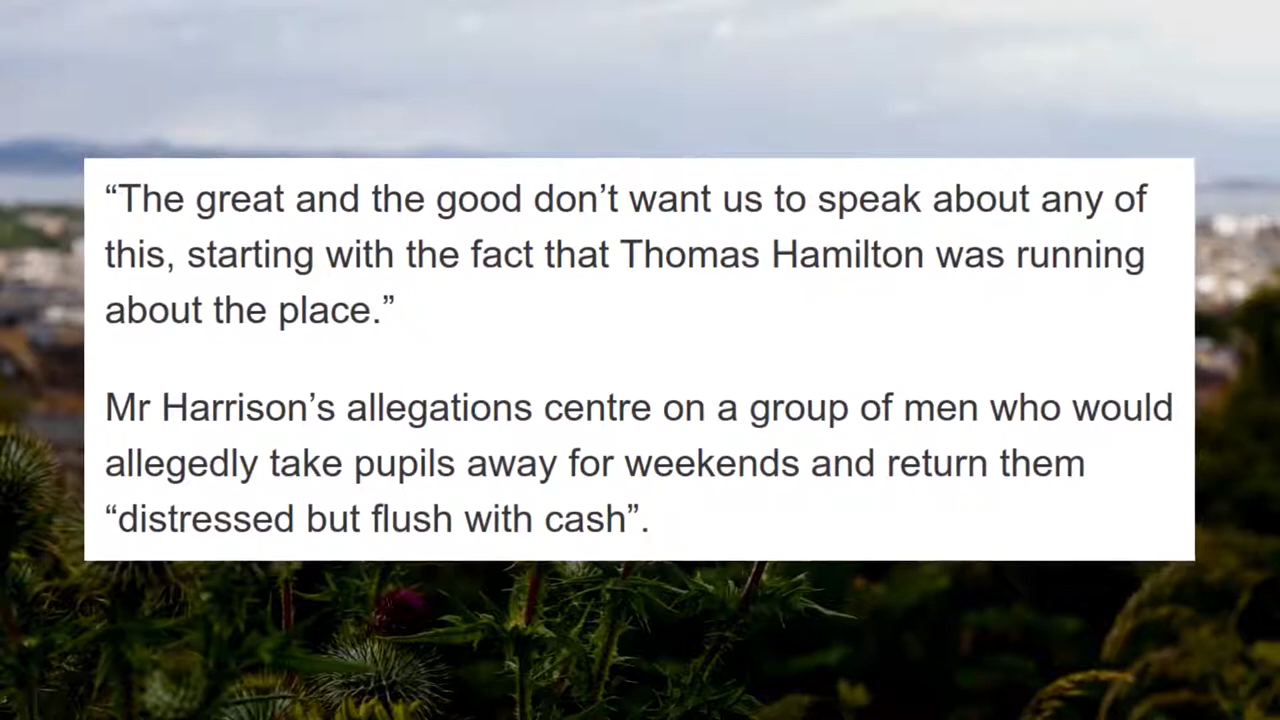 “The great and the good don’t want us to speak about any of
this, starting with the fact that Thomas Hamilton was running
about the place.”
Mr Harrison’s allegations centre on a group of men who would
allegedly take pupils away for weekends and return them
“distressed but flush with cash”.